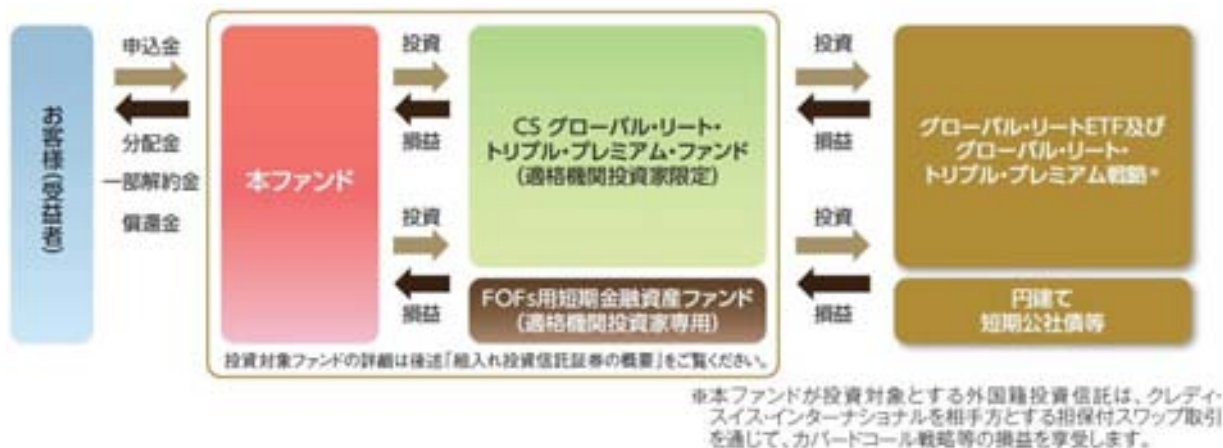 お客様(受益者)
申込金
分配金
一部解約金
償還金
本ファンド
投資
損益
投資
損益
CS グローバル・リート・
トリプル・プレミアム・ファンド
(適格機関投資家限定)
FOFs用短期金融資産ファンド
(適格機関投資家専用)
投資
損益
投資
損益
グローバル・リートETF及び
グローバル・リート・
トリプル・プレミアム戦略※
円建て
短期公社債等
投資対象ファンドの詳細は後述「組入れ投資信託証券の概要」をご覧ください。
※本ファンドが投資対象とする外国籍投資信託は、クレディ・
スイス・インターナショナルを相手方とする担保付スワップ取引
を通じて、カバードコール戦略等の損益を享受します。